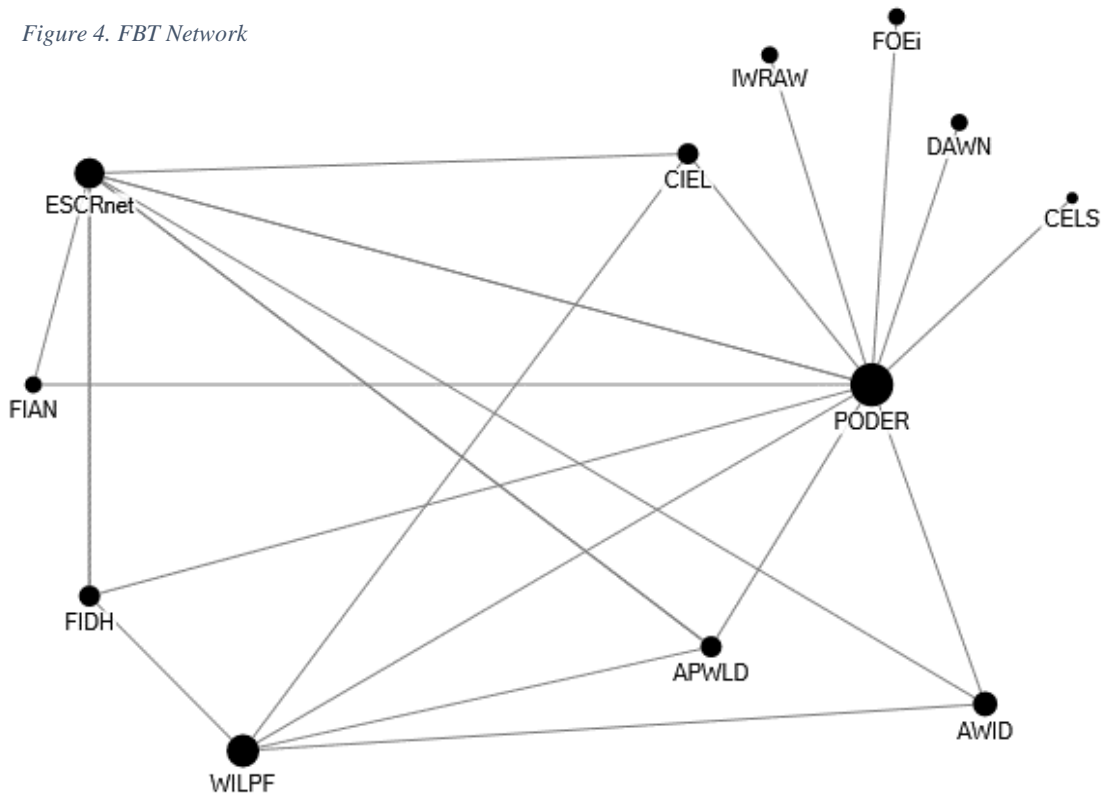 Figure 4. FBT Network
FOEi
IWRAW
DAWN
CIEL
ESCRnet
CELS
FIAN
PODER
FIDH
APWLD
AWID
WILPF